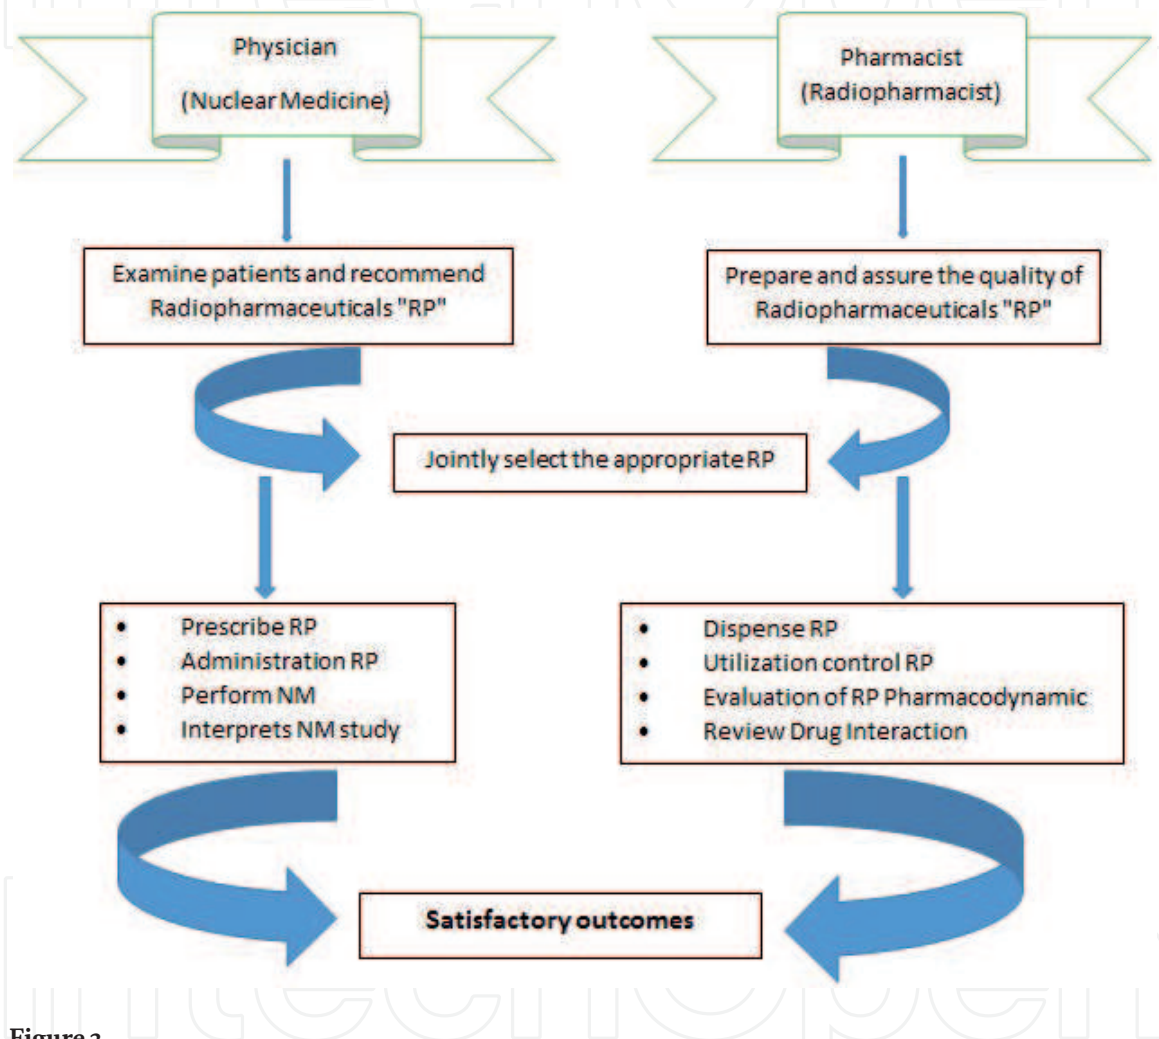 Physician
(Nuclear Medicine)
Pharmacist
(Radiopharmacist)
Examine patients and recommend
Radiopharmaceuticals "RP"
Prepare and assure the quality of
Radiopharmaceuticals "RP"
Jointly select the appropriate RP
• Prescribe RP
• Administration RP
• Perform NM
• Interprets NM study
• Dispense RP
• Utilization control RP
• Evaluation of RP Pharmacodynamic
• Review Drug Interaction
Satisfactory outcomes
Figure